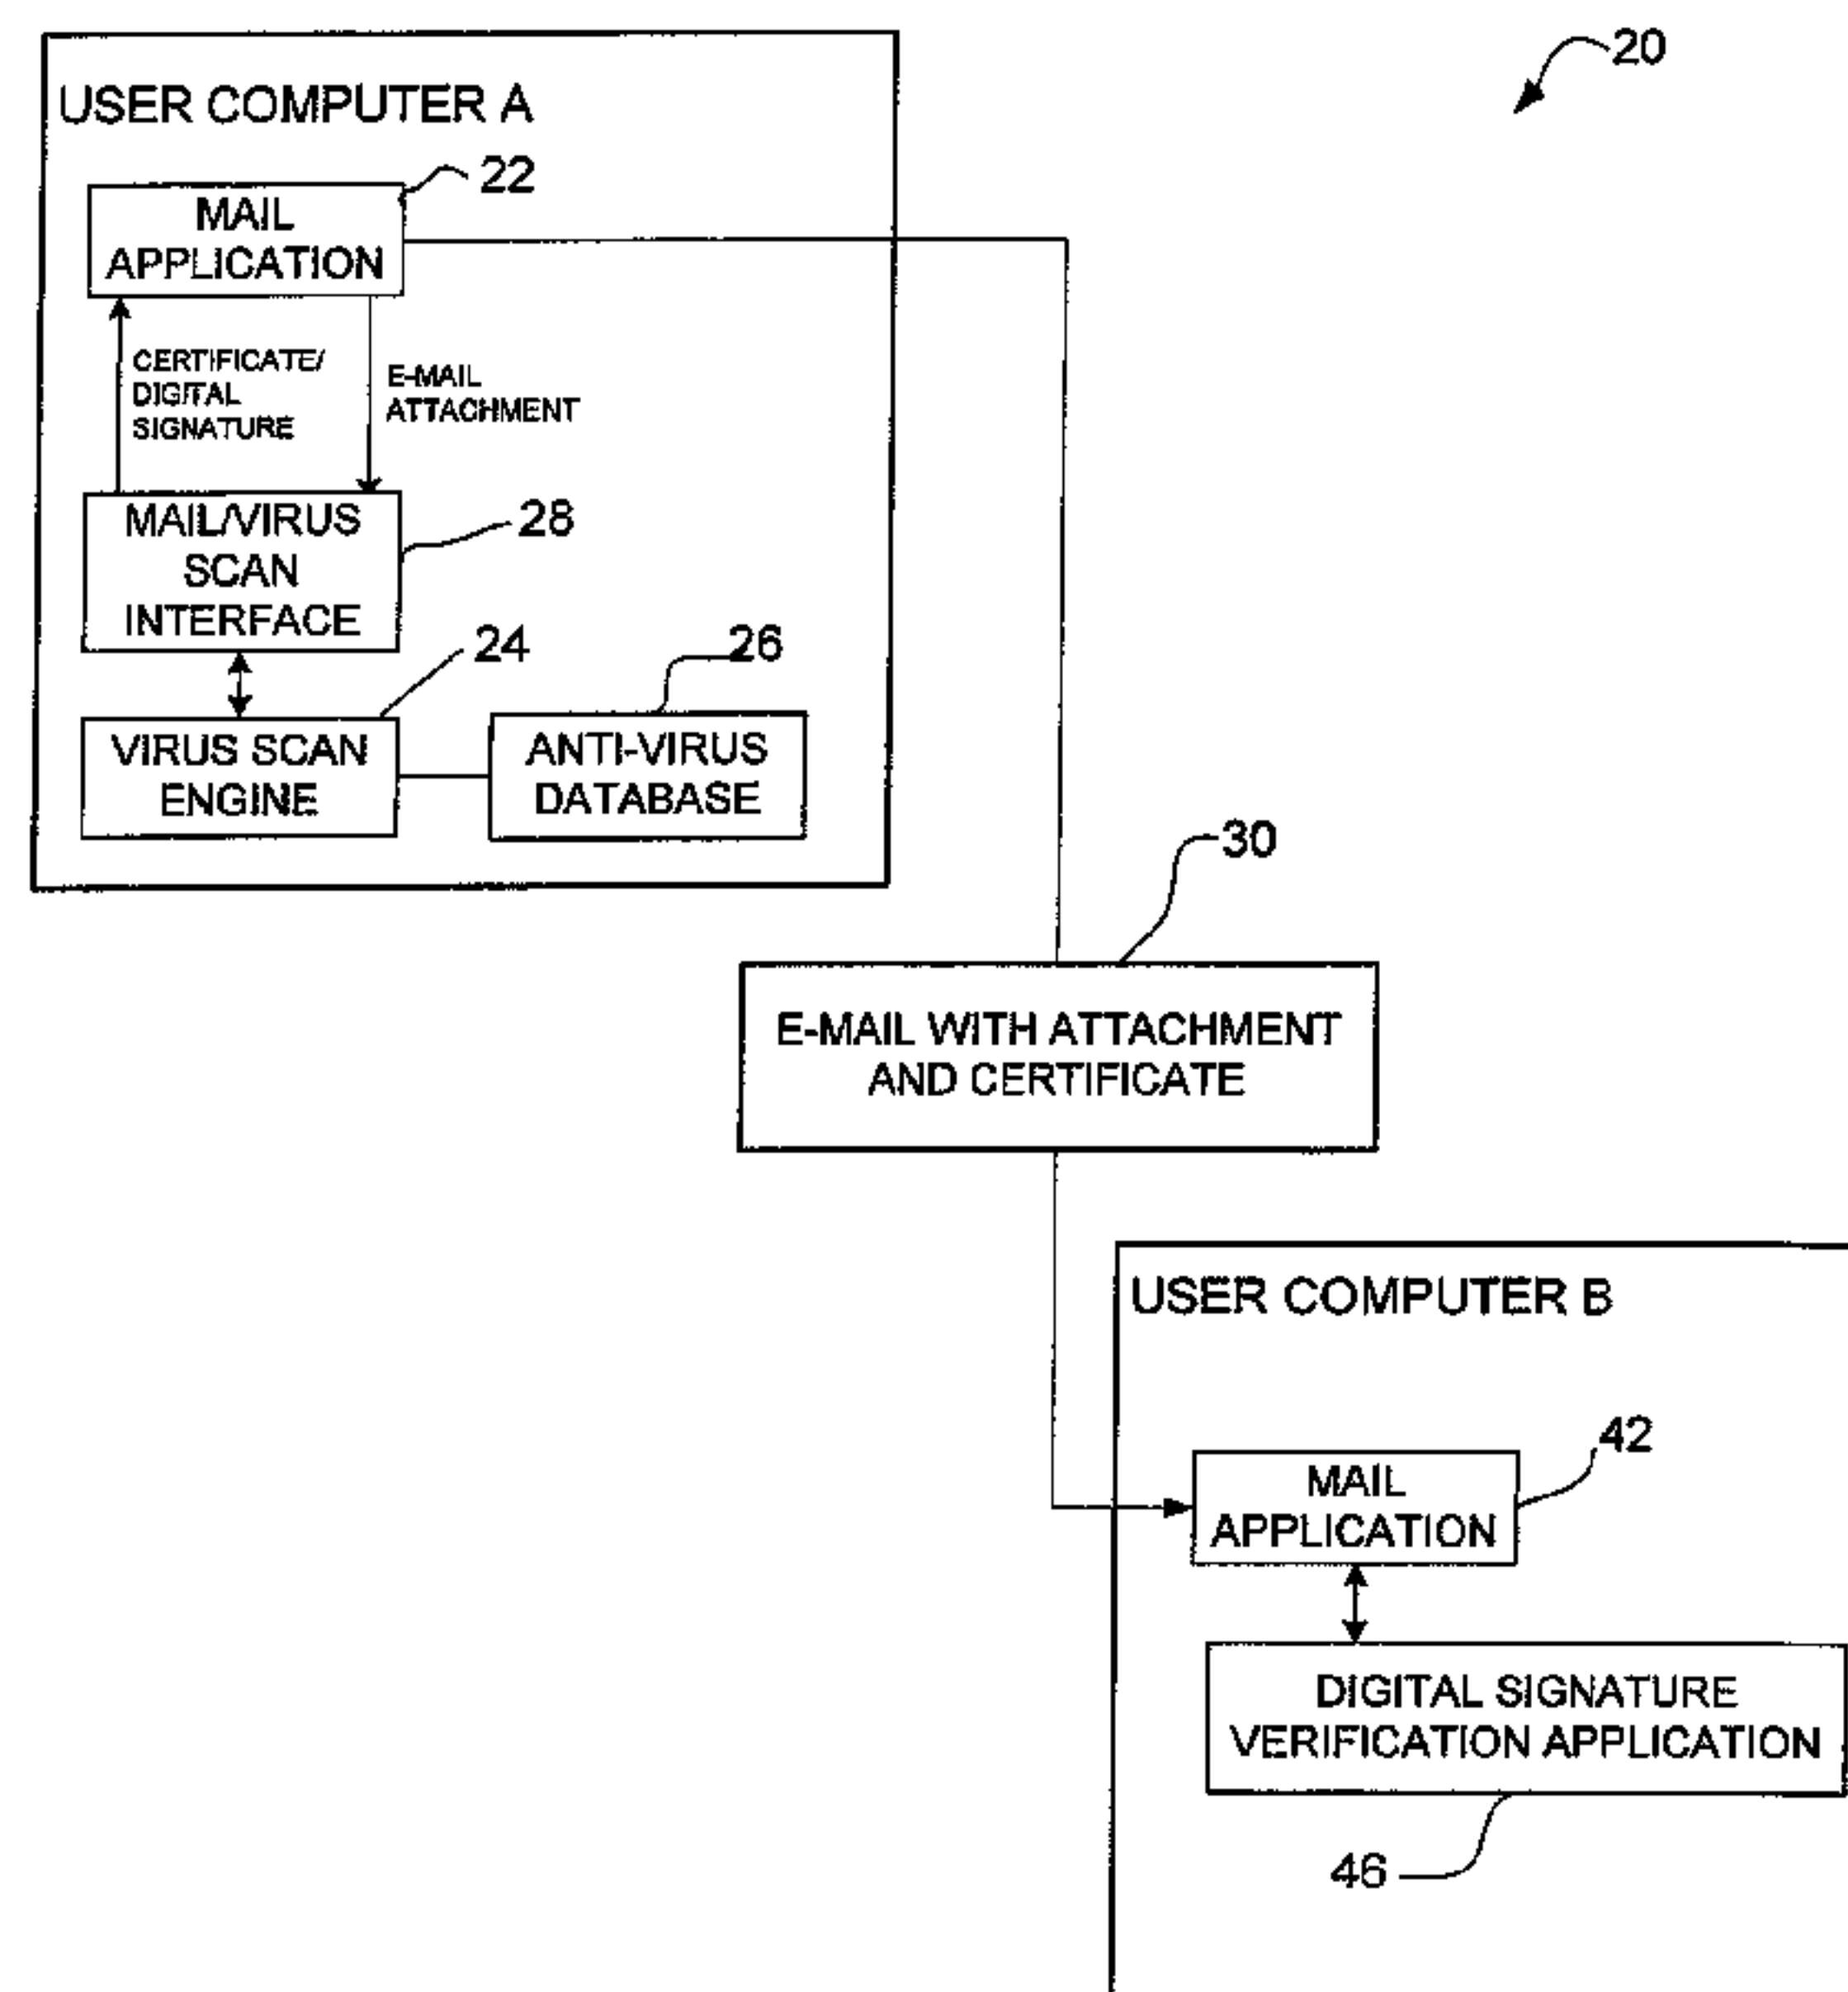 20
USER COMPUTER A
22
MAIL
APPLICATION
CERTIFICATE/
DIGITAL
SIGNATURE
E-MAIL
ATTACHMENT
28
MAIL/VIRUS
SCAN
INTERFACE
24
26
VIRUS SCAN
ENGINE
ANTI-VIRUS
DATABASE
30
E-MAIL WITH ATTACHMENT
AND CERTIFICATE
USER COMPUTER B
42
MAIL
APPLICATION
DIGITAL SIGNATURE
VERIFICATION APPLICATION
46